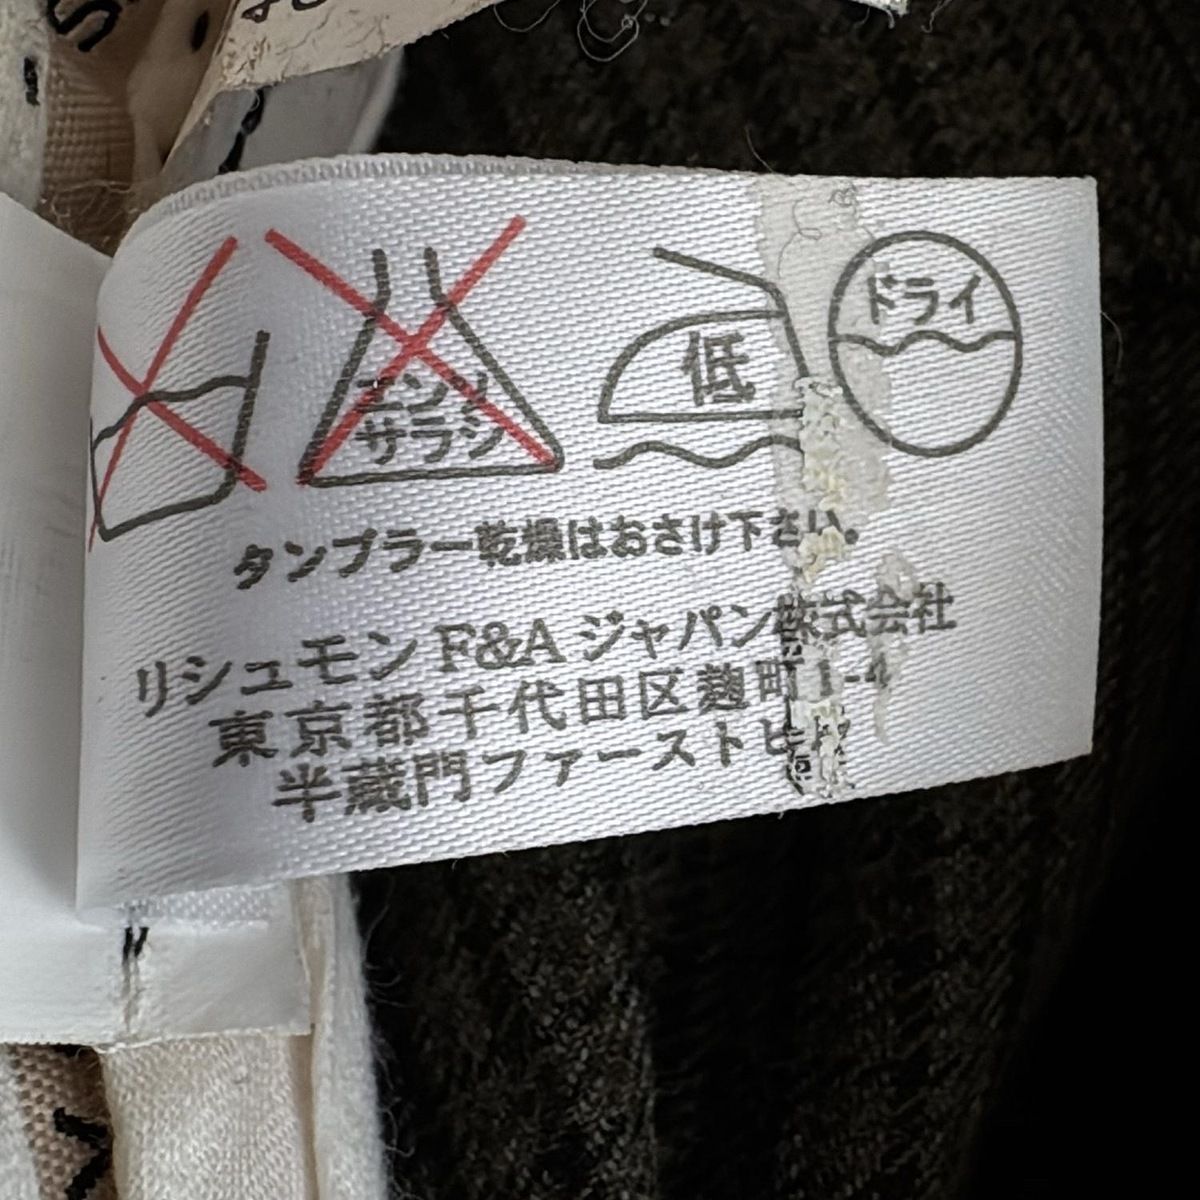 エンソ
サラシ
低
ドライ
タンブラー乾燥はおさけ下さい。
リシュモン F&A ジャパン株式会社
東京都千代田区麹町 1-4
半蔵門ファーストビル